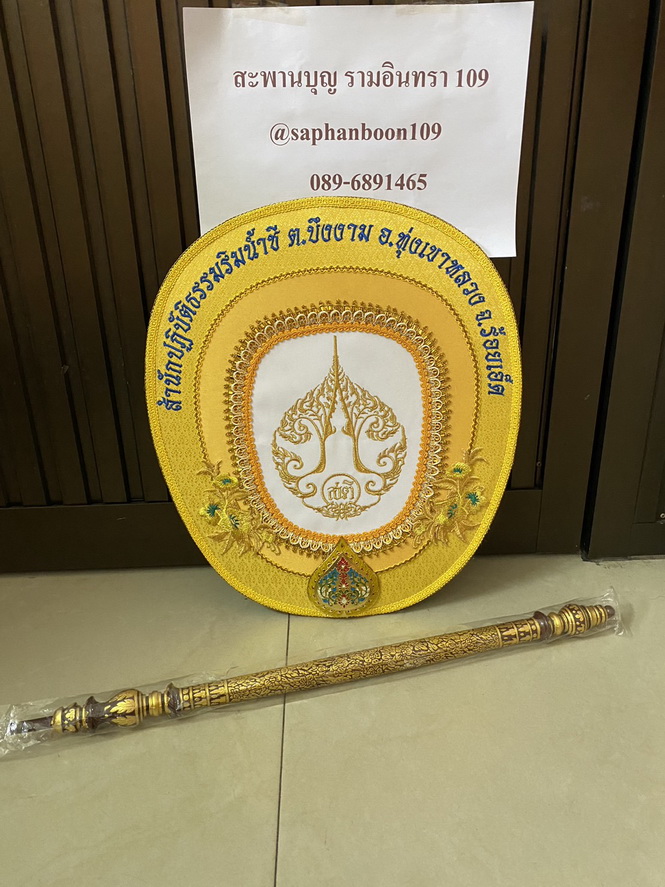 สะพานบุญ รามอินทรา 109
@saphanboon109
089-6891465
สำนักปฏิบัติธรรมริมน้ำชี ต.บึงงาม อ.ทุ่งเขาหลวง จ.ร้อยเอ็ด
สติ